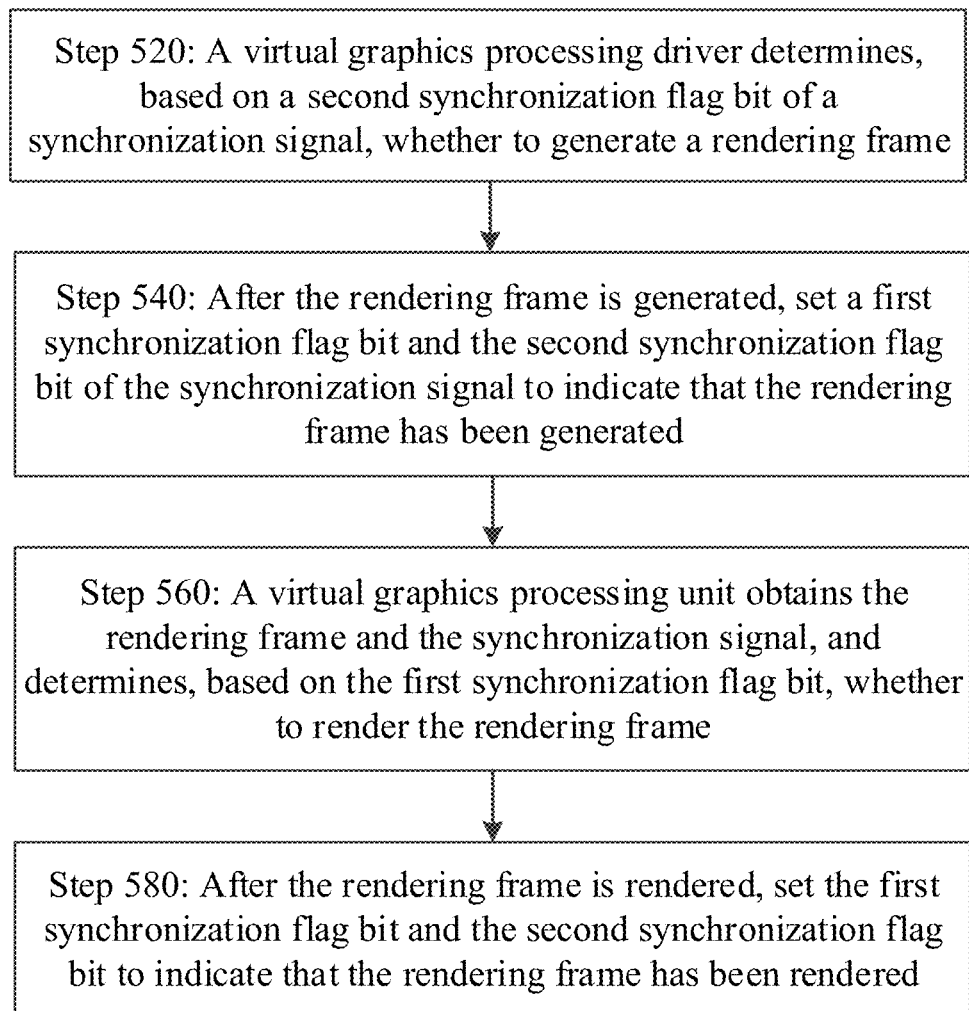 Step 520: A virtual graphics processing driver determines,
based on a second synchronization flag bit of a
synchronization signal, whether to generate a rendering frame
Step 540: After the rendering frame is generated, set a first
synchronization flag bit and the second synchronization flag
bit of the synchronization signal to indicate that the rendering
frame has been generated
Step 560: A virtual graphics processing unit obtains the
rendering frame and the synchronization signal, and
determines, based on the first synchronization flag bit, whether
to render the rendering frame
Step 580: After the rendering frame is rendered, set the first
synchronization flag bit and the second synchronization flag
bit to indicate that the rendering frame has been rendered